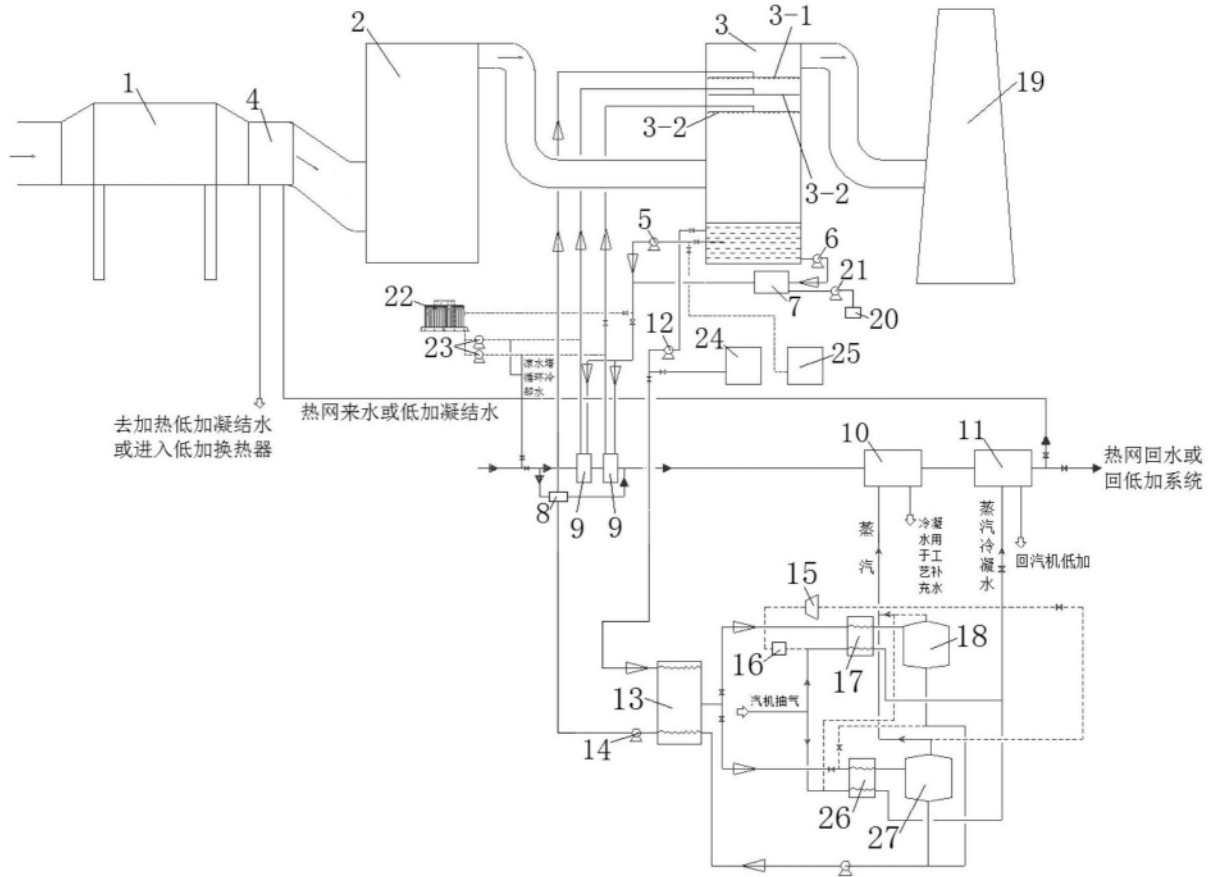 1
2
3
3-1
4
19
3-2
3-2
5
6
7
21
20
22
23
12
24
25
凉水塔
循环冷
却水
去加热低加凝结水
或进入低加换热器
热网来水或低加凝结水
10
11
热网回水或
回低加系统
8
9
9
蒸汽
冷凝
水用
于工
艺补
充水
蒸汽冷凝水
回汽机低加
15
16
17
18
13
汽机抽气
14
26
27